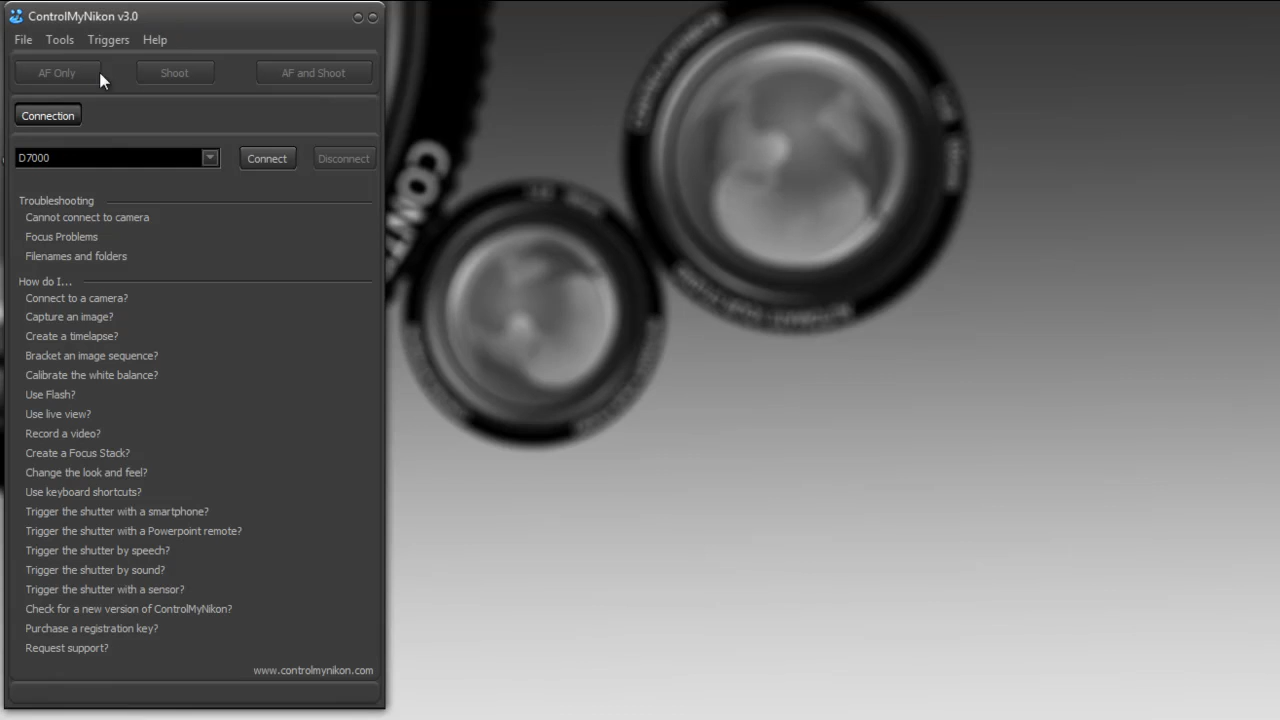 ControlMyNikon v3.0
File Tools Triggers Help
AF Only Shoot AF and Shoot
Connection
D7000 Connect Disconnect
Troubleshooting
Cannot connect to camera
Focus Problems
Filenames and folders
How do I...
Connect to a camera?
Capture an image?
Create a timelapse?
Bracket an image sequence?
Calibrate the white balance?
Use Flash?
Use live view?
Record a video?
Create a Focus Stack?
Change the look and feel?
Use keyboard shortcuts?
Trigger the shutter with a smartphone?
Trigger the shutter with a Powerpoint remote?
Trigger the shutter by speech?
Trigger the shutter by sound?
Trigger the shutter with a sensor?
Check for a new version of ControlMyNikon?
Purchase a registration key?
Request support?
www.controlmynikon.com
CONT